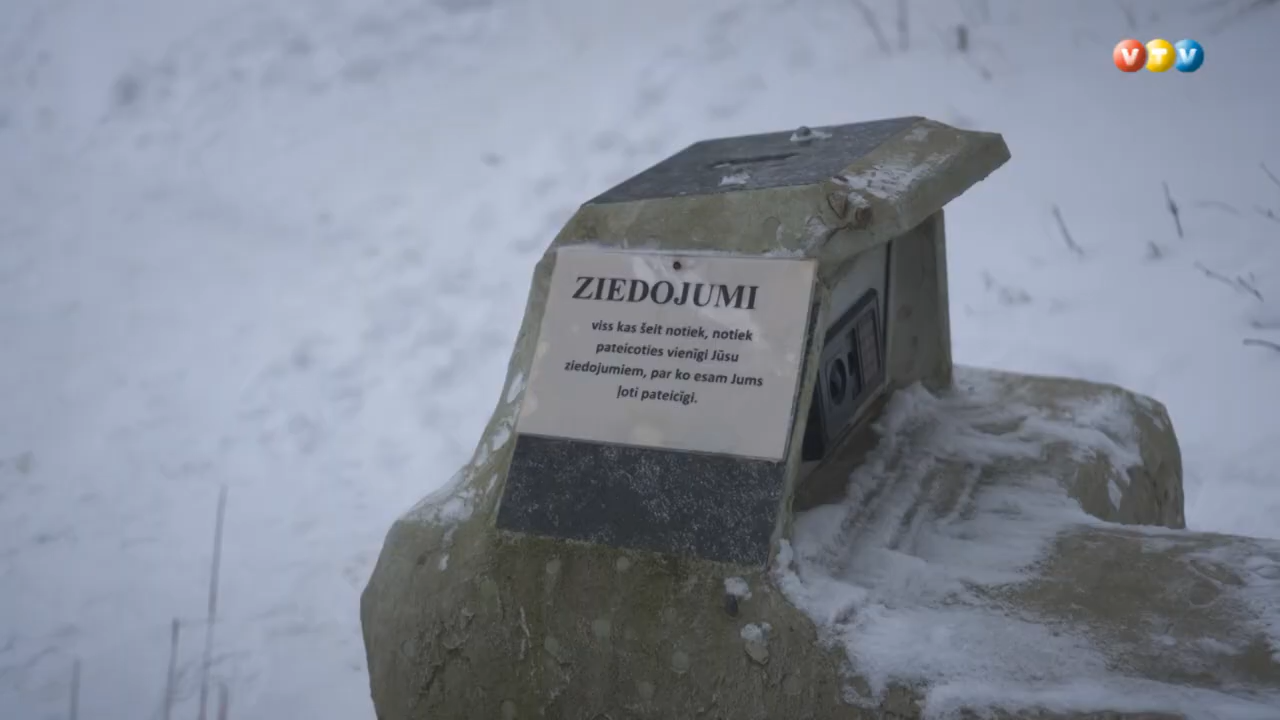 VTV
ZIEDOJUMI
viss kas šeit notiek, notiek
pateicoties vienīgi Jūsu
ziedojumiem, par ko esam Jums
ļoti pateicīgi.